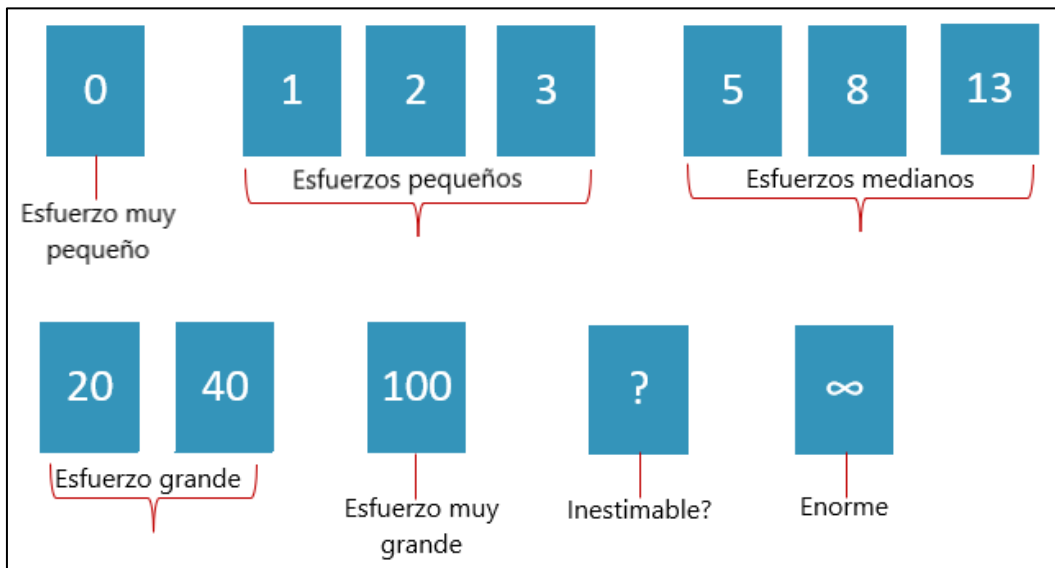 0 1 2 3 5 8 13
Esfuerzos pequeños Esfuerzos medianos
Esfuerzo muy
pequeño
20 40 100 ? ∞
Esfuerzo grande
Esfuerzo muy
grande
Inestimable?
Enorme